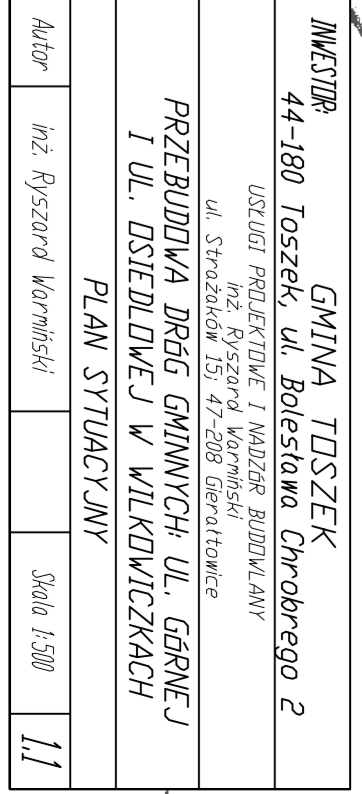 INWESTOR: GMINA TOSZEK
44-180 Toszek, ul. Bolesława Chrobrego 2
USŁUGI PROJEKTOWE I NADZÓR BUDOWLANY
inż. Ryszard Warmiński
ul. Strażaków 15; 47-208 Gierałtowice
PRZEBUDOWA DRÓG GMINNYCH: UL. GÓRNEJ
I UL. OSIEDLOWEJ W WILKOWICZKACH
PLAN SYTUACYJNY
Autor inż. Ryszard Warmiński Skala 1:500 1.1